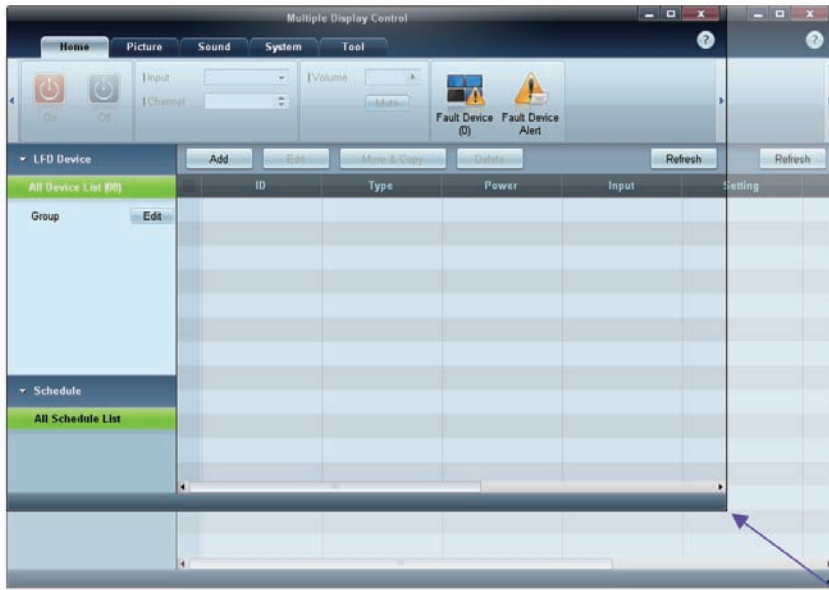 Multiple Display Control
Home Picture Sound System Tool
On Off
Input
Channel
Volume
Mute
Fault Device (0)
Fault Device Alert
LFD Device
Add Edit Move & Copy Delete Refresh Refresh
All Device List (00)
ID Type Power Input Setting
Group Edit
Schedule
All Schedule List